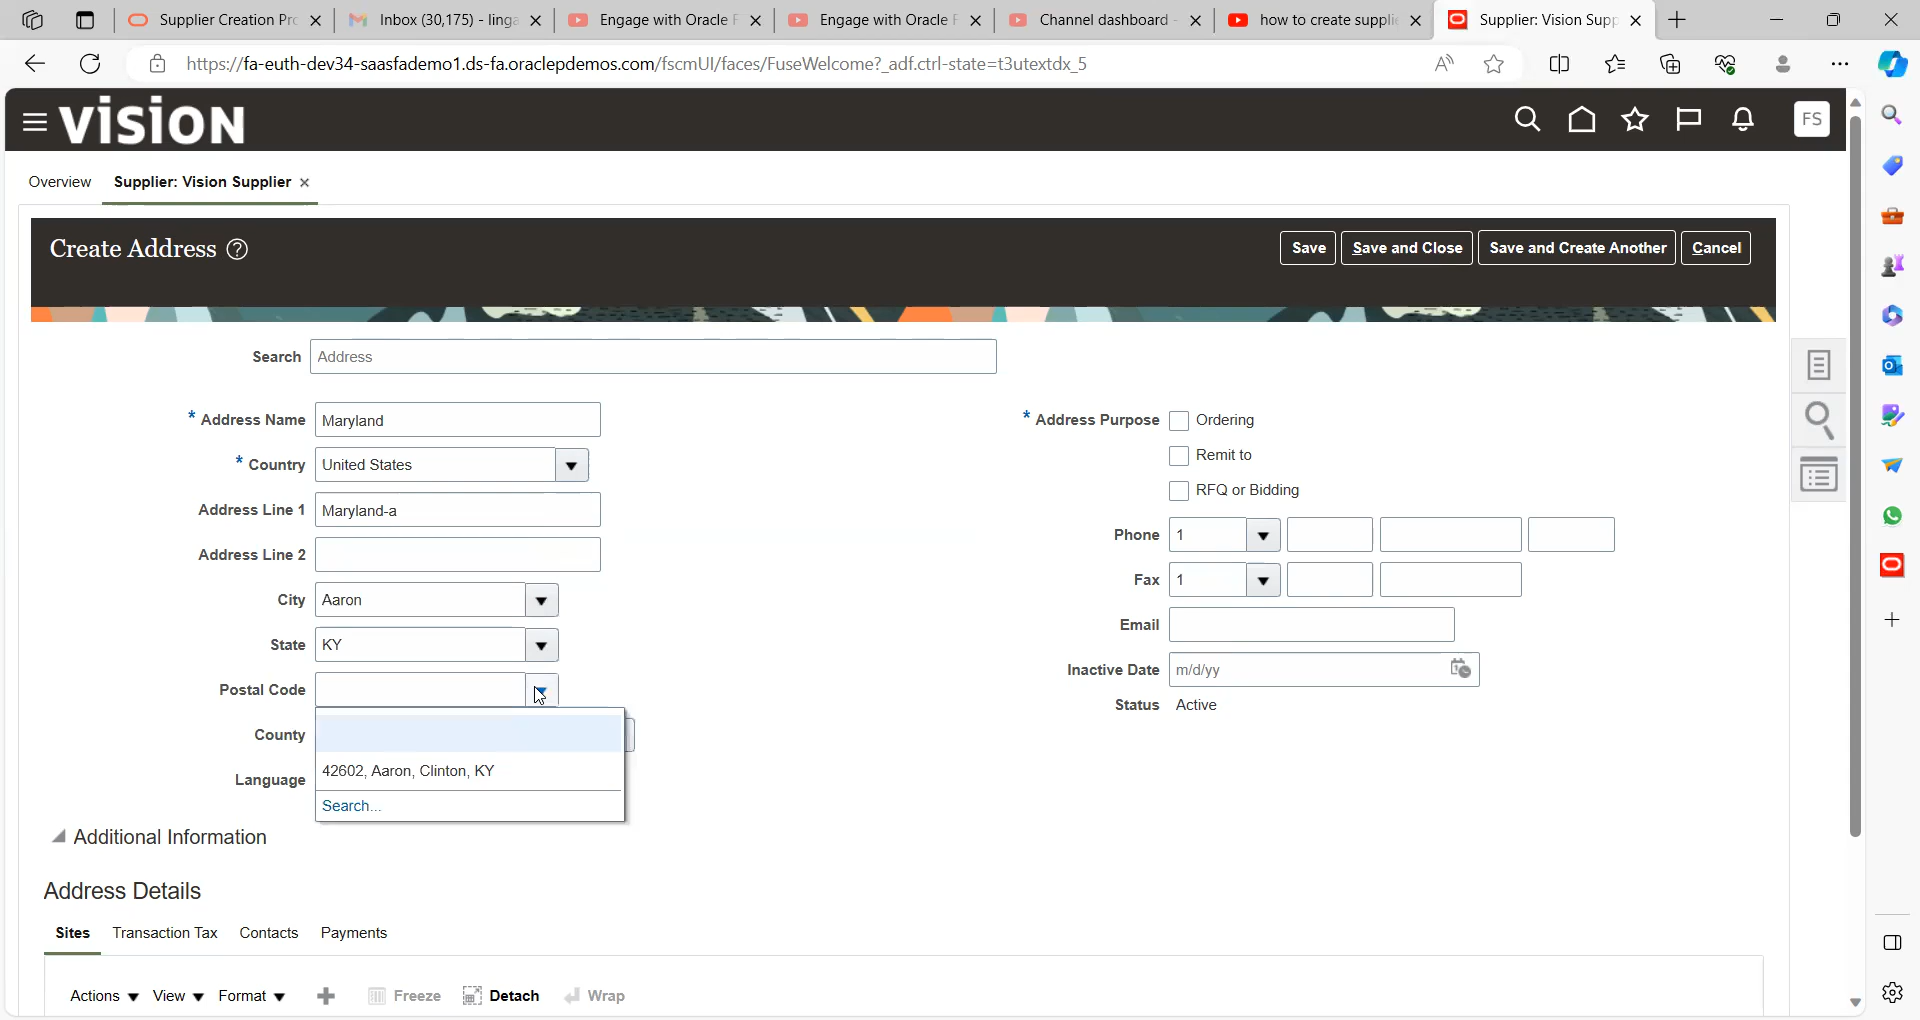 Supplier Creation Pro
Inbox (30,175) - linga
Engage with Oracle F
Engage with Oracle F
Channel dashboard -
how to create supplie
Supplier: Vision Supp
https://fa-euth-dev34-saasfademo1.ds-fa.oraclepdemos.com/fscmUI/faces/FuseWelcome?_adf.ctrl-state=t3utextdx_5
VISION
FS
Overview
Supplier: Vision Supplier
Create Address
Save
Save and Close
Save and Create Another
Cancel
Search Address
* Address Name Maryland
* Country United States
Address Line 1 Maryland-a
Address Line 2
City Aaron
State KY
Postal Code
42602, Aaron, Clinton, KY
Search...
County
Language
* Address Purpose
Ordering
Remit to
RFQ or Bidding
Phone 1
Fax 1
Email
Inactive Date m/d/yy
Status Active
Additional Information
Address Details
Sites
Transaction Tax
Contacts
Payments
Actions
View
Format
Freeze
Detach
Wrap